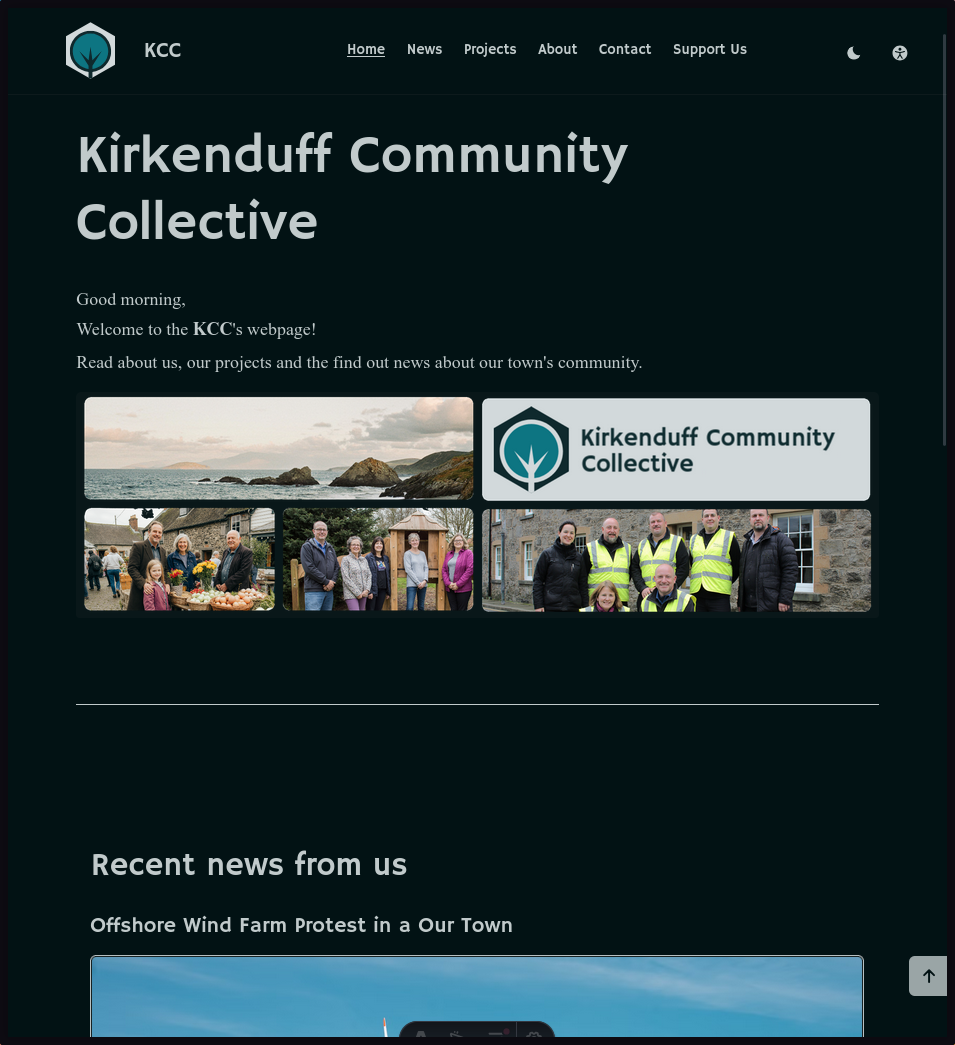 KCC
Home News Projects About Contact Support Us
Kirkenduff Community
Collective
Good morning,
Welcome to the KCC's webpage!
Read about us, our projects and the find out news about our town's community.
Kirkenduff Community
Collective
Recent news from us
Offshore Wind Farm Protest in a Our Town